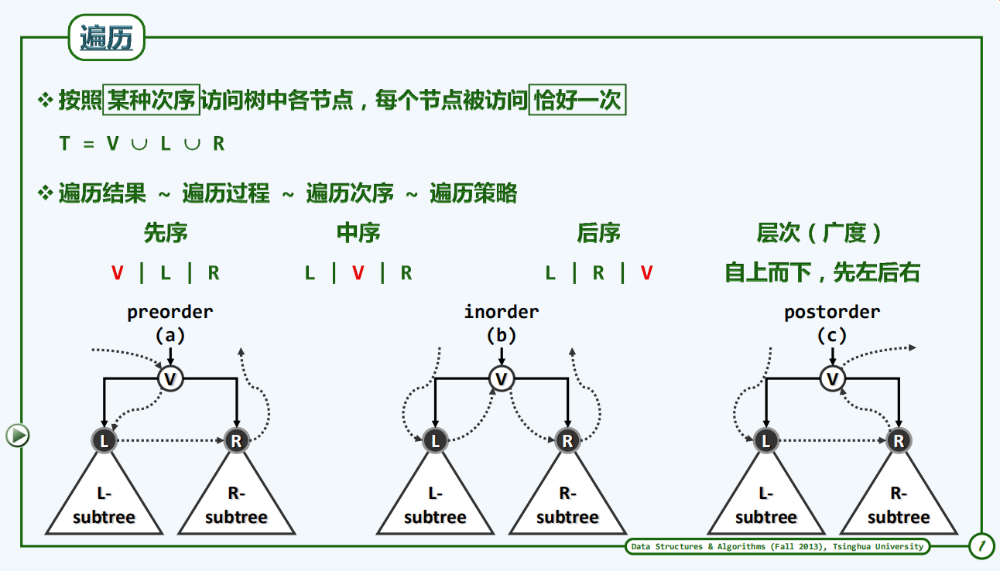 遍历
按照某种次序访问树中各节点，每个节点被访问恰好一次
T = V ∪ L ∪ R
遍历结果 ~ 遍历过程 ~ 遍历次序 ~ 遍历策略
先序 中序 后序 层次（广度）
V | L | R L | V | R L | R | V 自上而下，先左后右
preorder inorder postorder
(a) (b) (c)
V V V
L R L R L R
L- R- L- R- L- R-
subtree subtree subtree subtree subtree subtree
Data Structures & Algorithms (Fall 2013), Tsinghua University
1